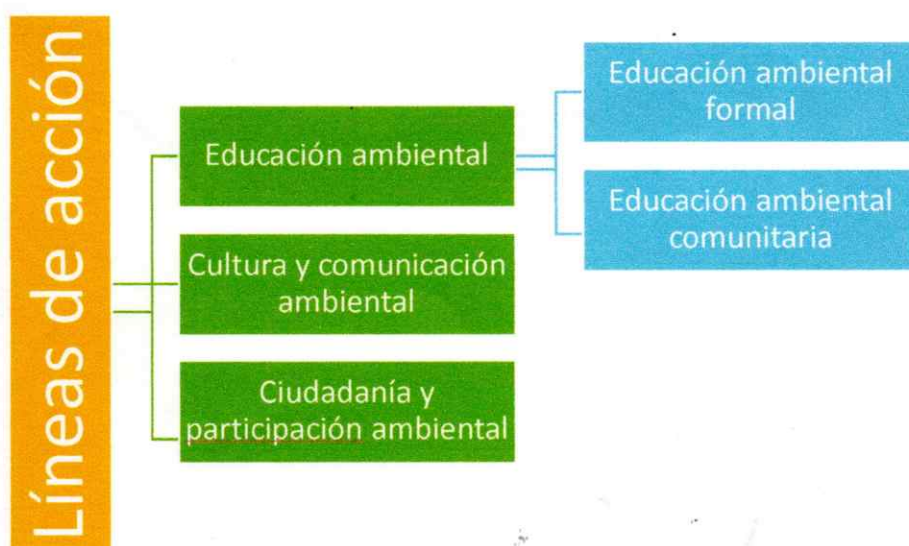 Líneas de acción
Educación ambiental
Cultura y comunicación
ambiental
Ciudadanía y
participación ambiental
Educación ambiental
formal
Educación ambiental
comunitaria